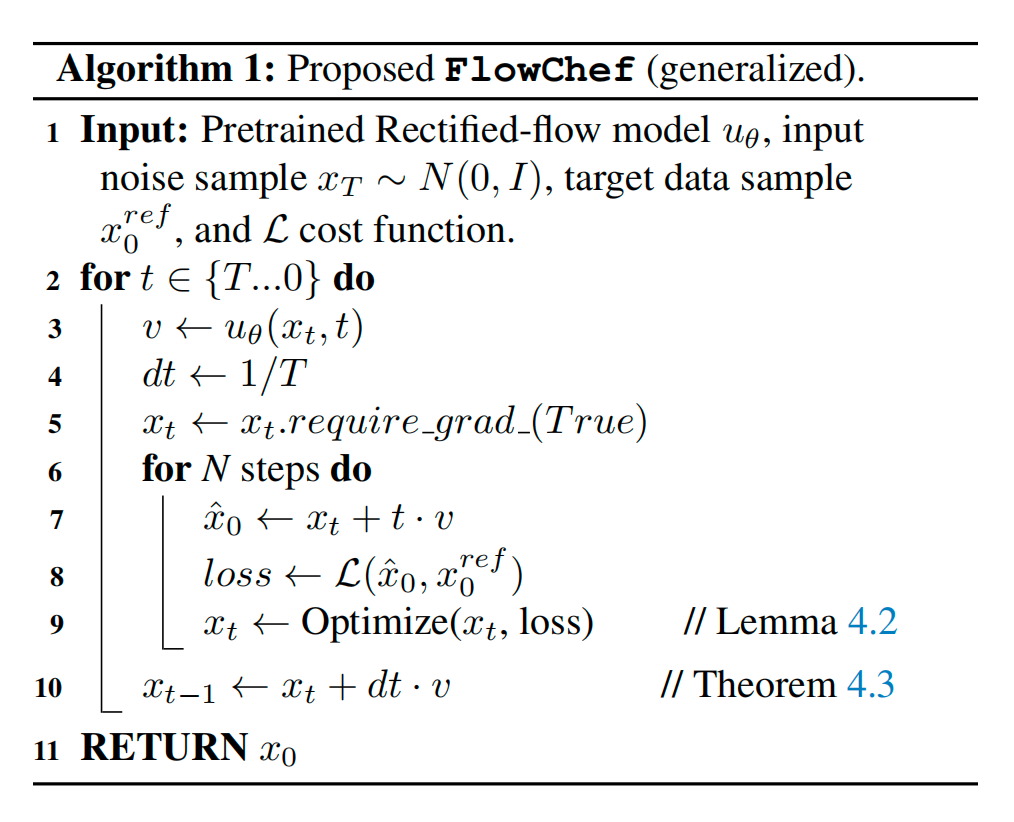 Algorithm 1: Proposed FlowChef (generalized).
1 Input: Pretrained Rectified-flow model $u_\theta$, input
noise sample $x_T \sim N(0, I)$, target data sample
$x_0^{ref}$, and $\mathcal{L}$ cost function.
2 for $t \in \{T...0\}$ do
3 $v \leftarrow u_\theta(x_t, t)$
4 $dt \leftarrow 1/T$
5 $x_t \leftarrow x_t.require\_grad\_(True)$
6 for $N$ steps do
7 $\hat{x}_0 \leftarrow x_t + t \cdot v$
8 $loss \leftarrow \mathcal{L}(\hat{x}_0, x_0^{ref})$
9 $x_t \leftarrow$ Optimize($x_t$, loss) // Lemma 4.2
10 $x_{t-1} \leftarrow x_t + dt \cdot v$ // Theorem 4.3
11 RETURN $x_0$